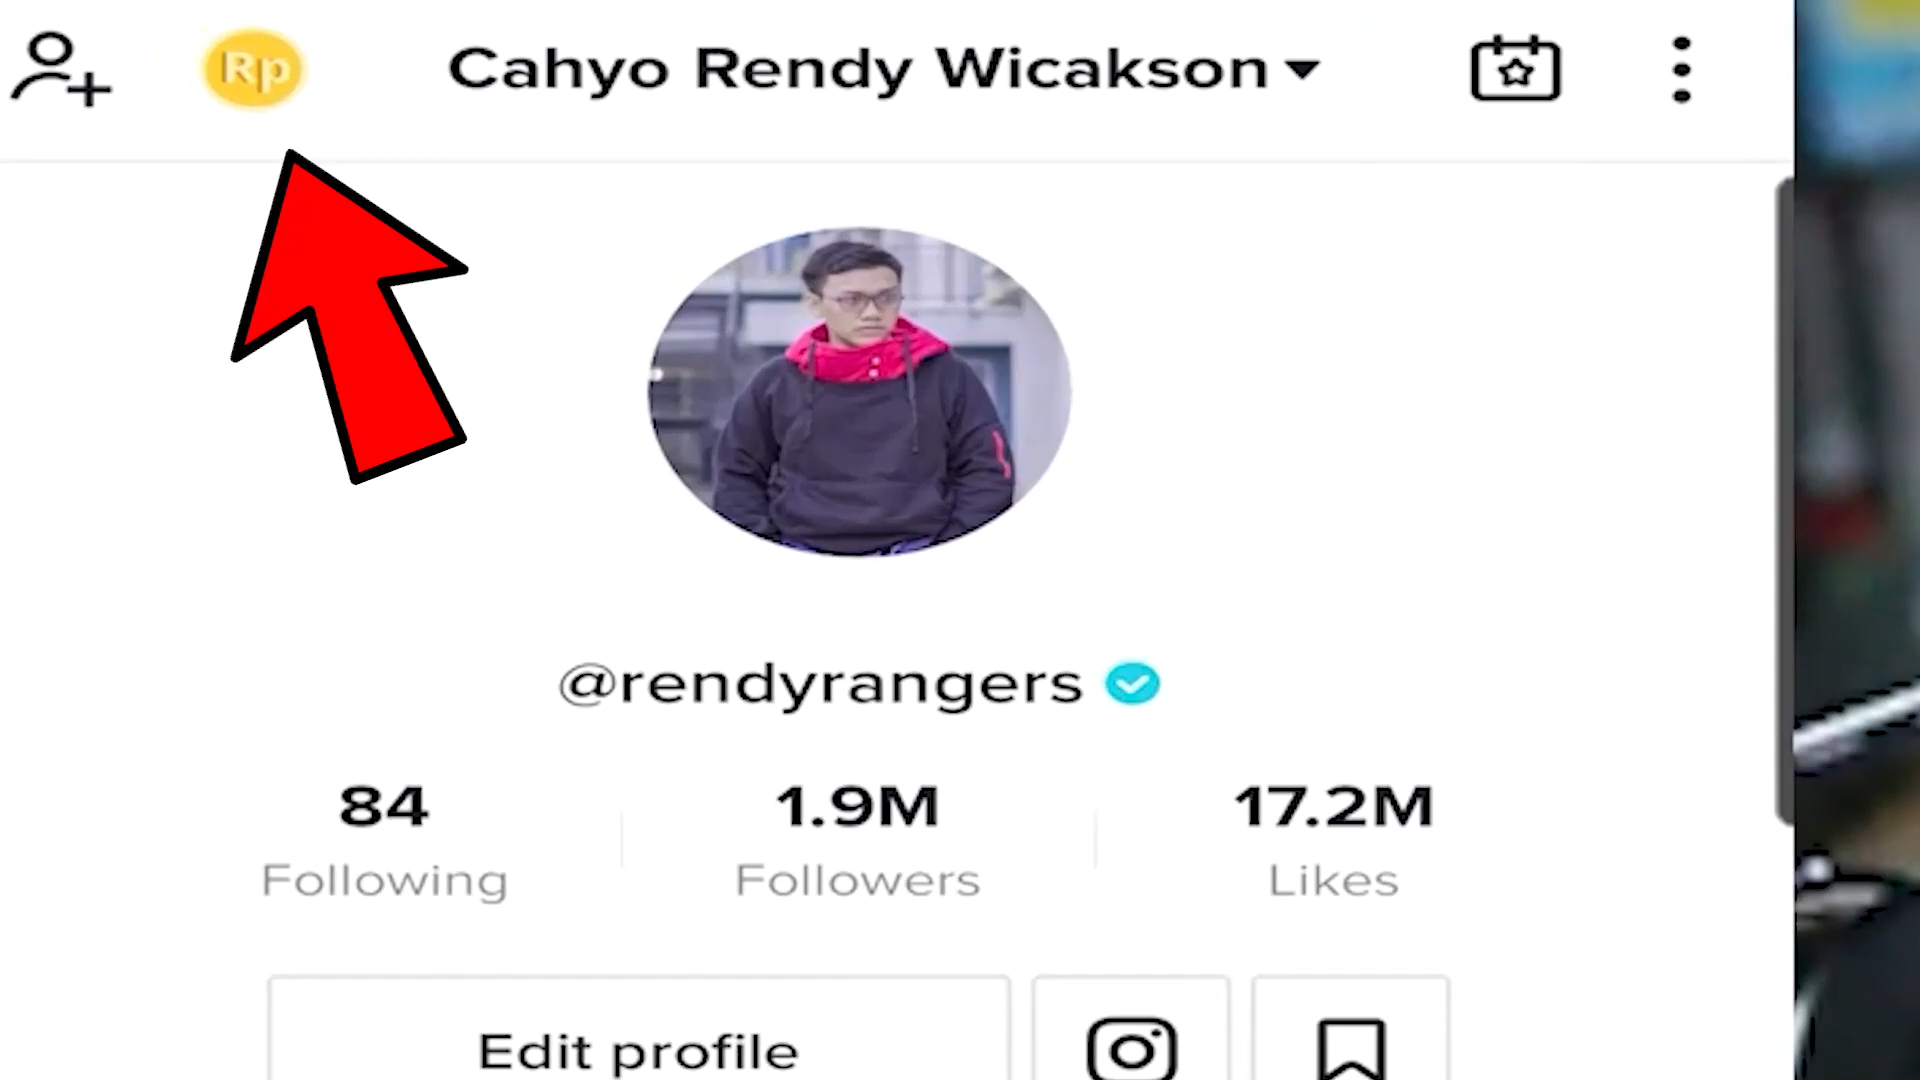 Rp
Cahyo Rendy Wicakson
@rendyrangers
84
Following
1.9M
Followers
17.2M
Likes
Edit profile